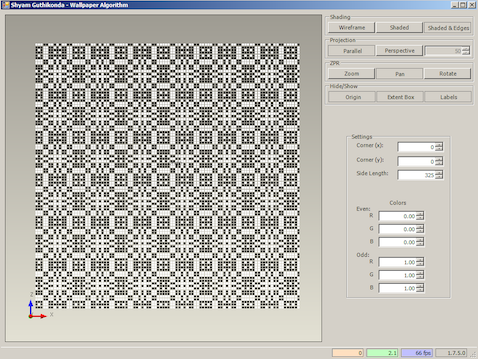 Shyam Guthikonda - Wallpaper Algorithm
Shading
Wireframe Shaded Shaded & Edges
Projection
Parallel Perspective 50
ZPR
Zoom Pan Rotate
Hide/Show
Origin Extent Box Labels
Settings
Corner (x): 0
Corner (y): 0
Side Length: 325
Colors
Even:
R 0.00
G 0.00
B 0.00
Odd:
R 1.00
G 1.00
B 1.00
Z
X
0 2.1 66 fps 1.7.5.0